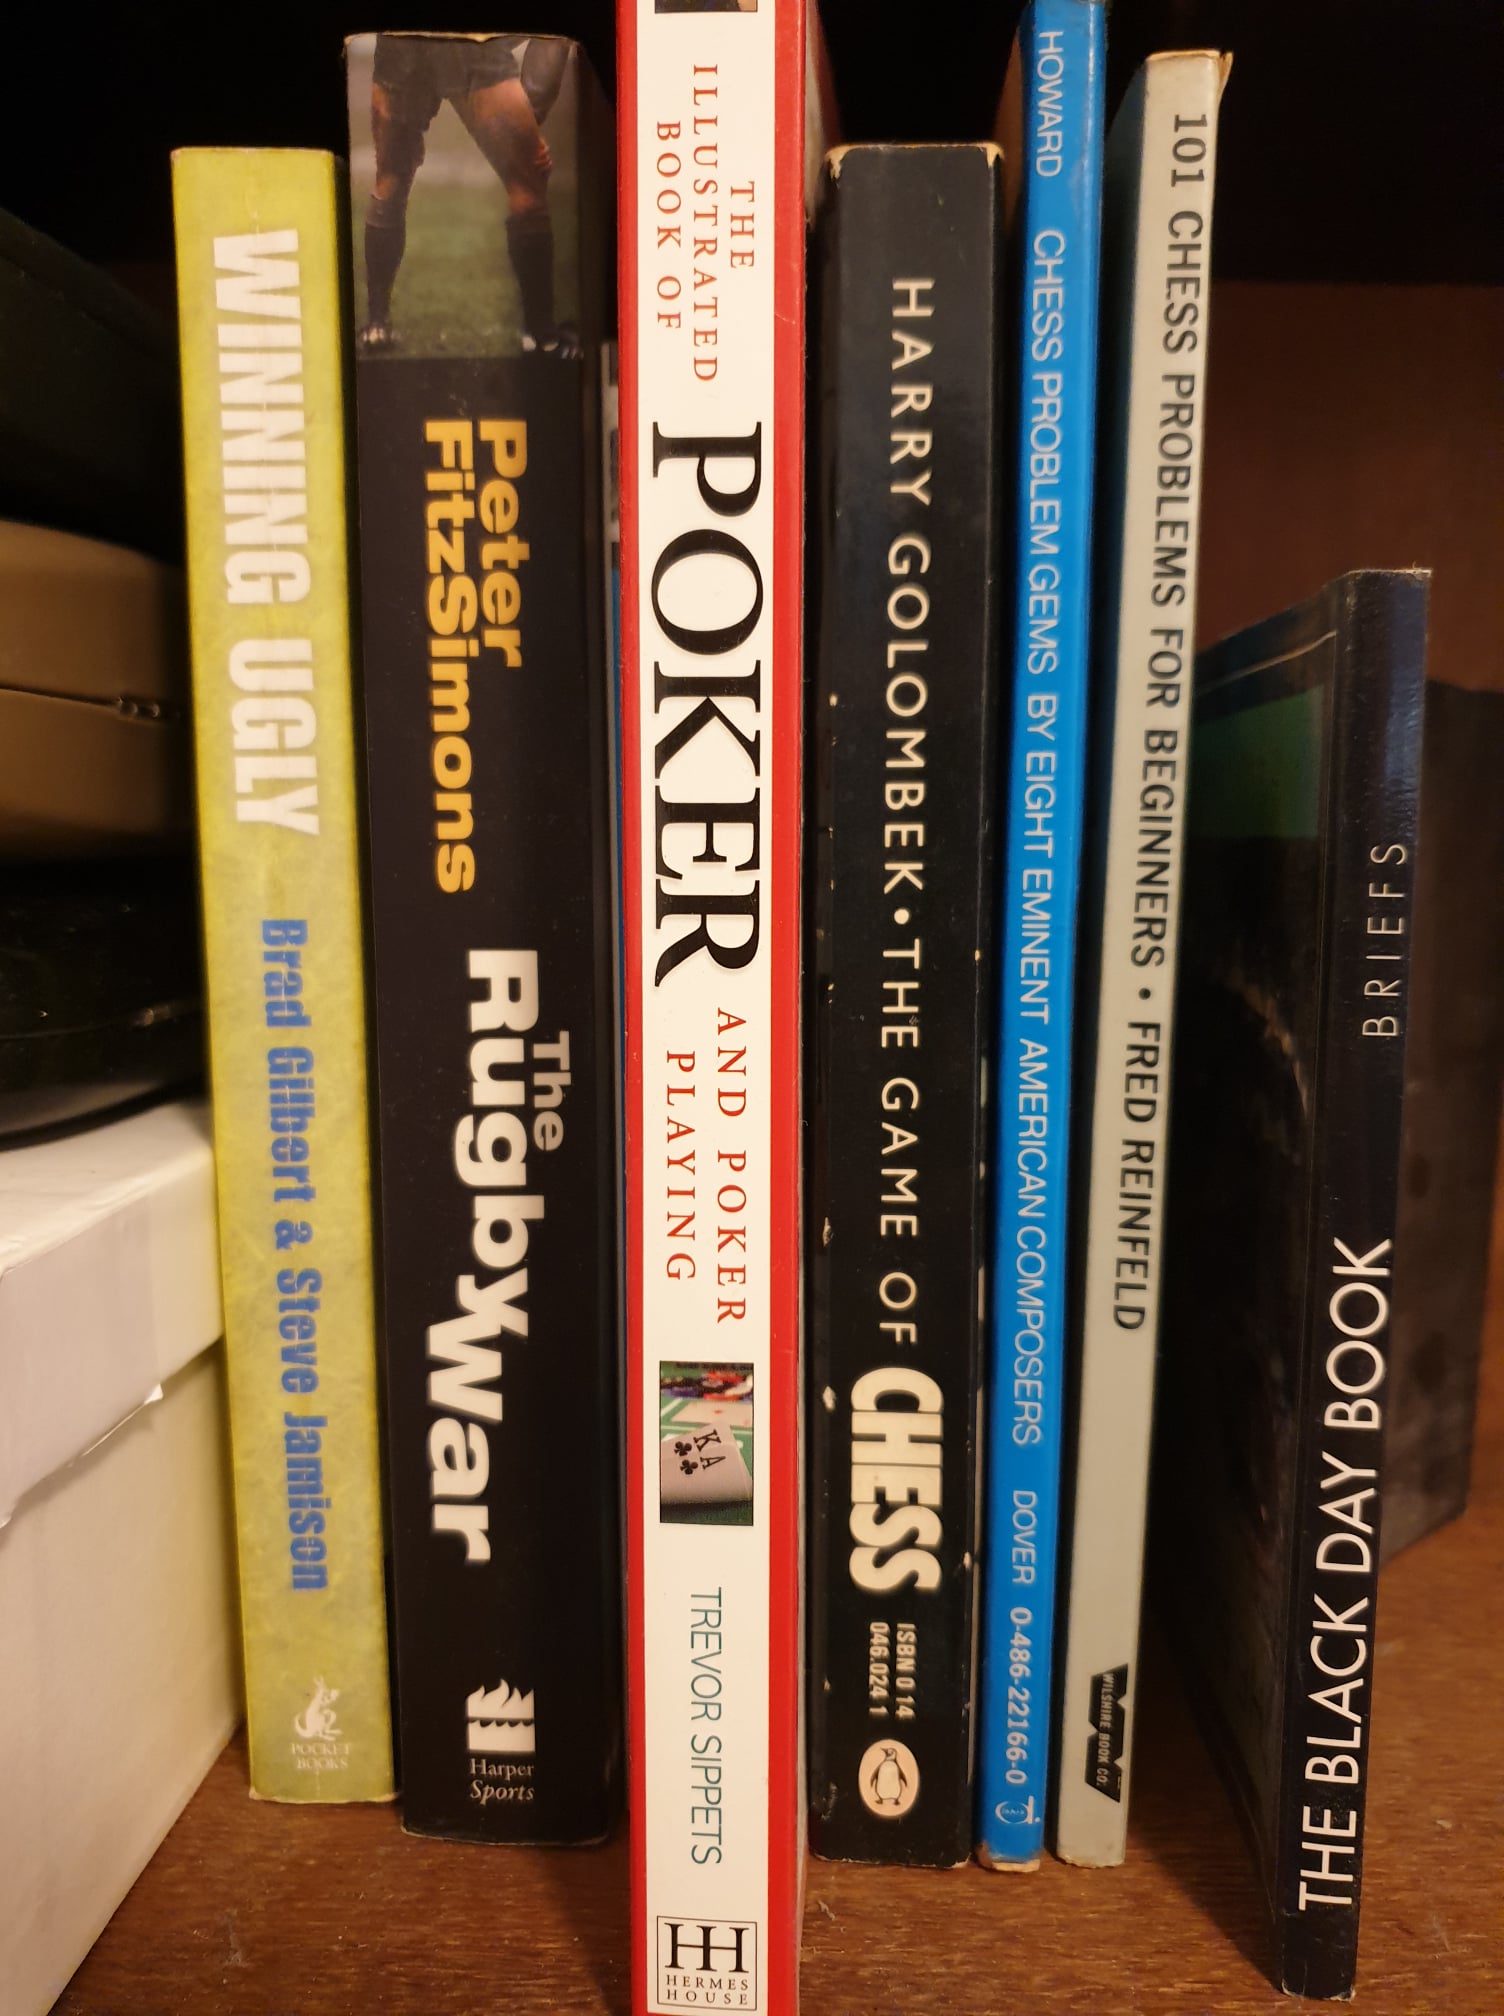 WINNING UGLY
Brad Gilbert & Steve Jamison
POCKET
BOOKS
Peter
FitzSimons
The
Rugby War
Harper
Sports
THE
ILLUSTRATED
BOOK OF
POKER
AND POKER
PLAYING
K A
TREVOR SIPPETS
HH
HERMES
HOUSE
HARRY GOLOMBEK • THE GAME OF CHESS
ISBN 0 14
046.024 1
HOWARD CHESS PROBLEM GEMS BY EIGHT EMINENT AMERICAN COMPOSERS DOVER 0-486-22166-0
101 CHESS PROBLEMS FOR BEGINNERS • FRED REINFELD
WILSHIRE BOOK CO.
THE BLACK DAY BOOK
BRIEFS